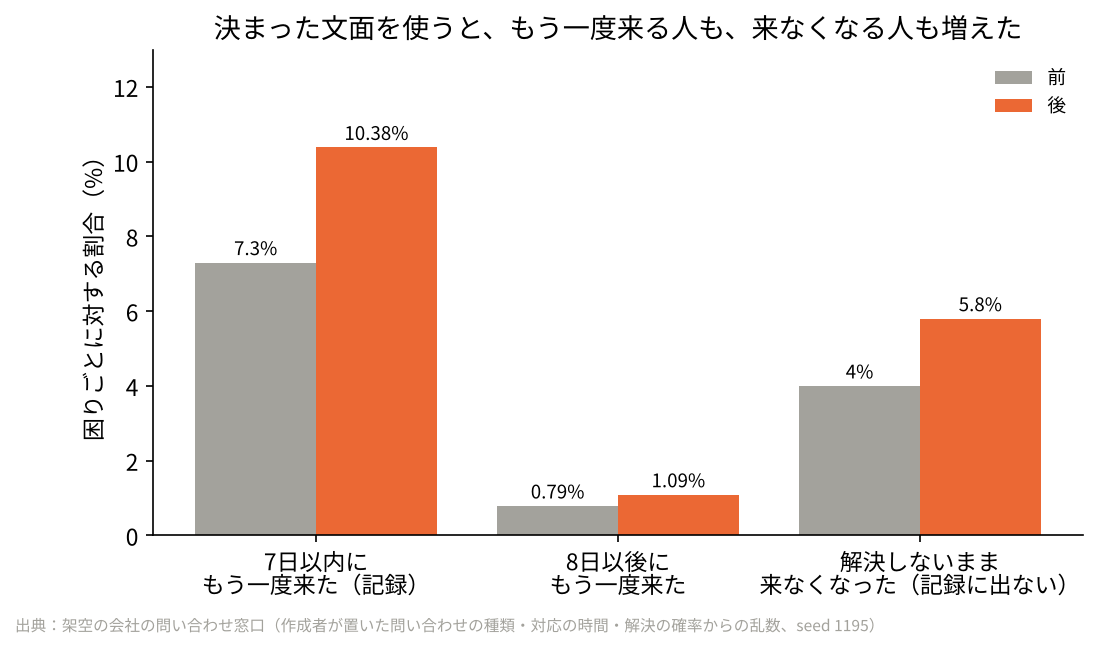 決まった文面を使うと、もう一度来る人も、来なくなる人も増えた
前
後
困りごとに対する割合（%）
12
10
8
6
4
2
0
7.3%
10.38%
0.79%
1.09%
4%
5.8%
7日以内に
もう一度来た（記録）
8日以後に
もう一度来た
解決しないまま
来なくなった（記録に出ない）
出典：架空の会社の問い合わせ窓口（作成者が置いた問い合わせの種類・対応の時間・解決の確率からの乱数、seed 1195）